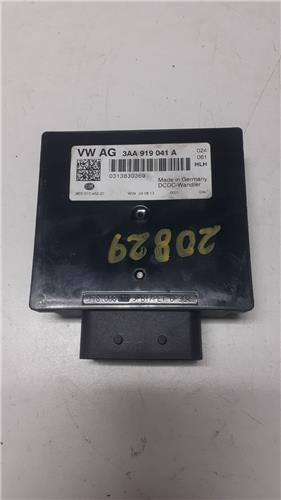 VW AG 3AA 919 041 A
024
061
0313830369
HLH
Made in Germany
DCDC-Wandler
20829